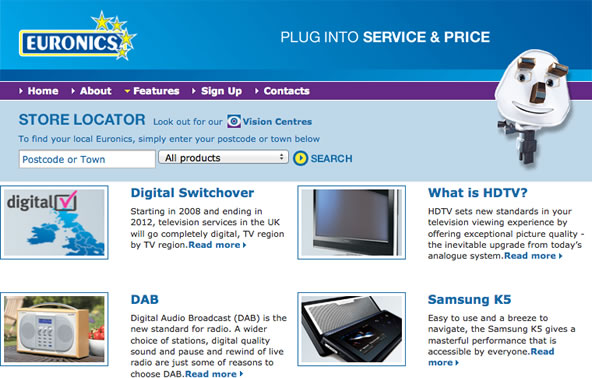 EURONICS
PLUG INTO SERVICE & PRICE
Home
About
Features
Sign Up
Contacts
STORE LOCATOR
Look out for our Vision Centres
To find your local Euronics, simply enter your postcode or town below
Postcode or Town
All products
SEARCH
digital
Digital Switchover
Starting in 2008 and ending in
2012, television services in the UK
will go completely digital, TV region
by TV region.Read more
What is HDTV?
HDTV sets new standards in your
television viewing experience by
offering exceptional picture quality -
the inevitable upgrade from today's
analogue system.Read more
DAB
Digital Audio Broadcast (DAB) is the
new standard for radio. A wider
choice of stations, digital quality
sound and pause and rewind of live
radio are just some of reasons to
choose DAB.Read more
Samsung K5
Easy to use and a breeze to
navigate, the Samsung K5 gives a
masterful performance that is
accessible by everyone.Read
more